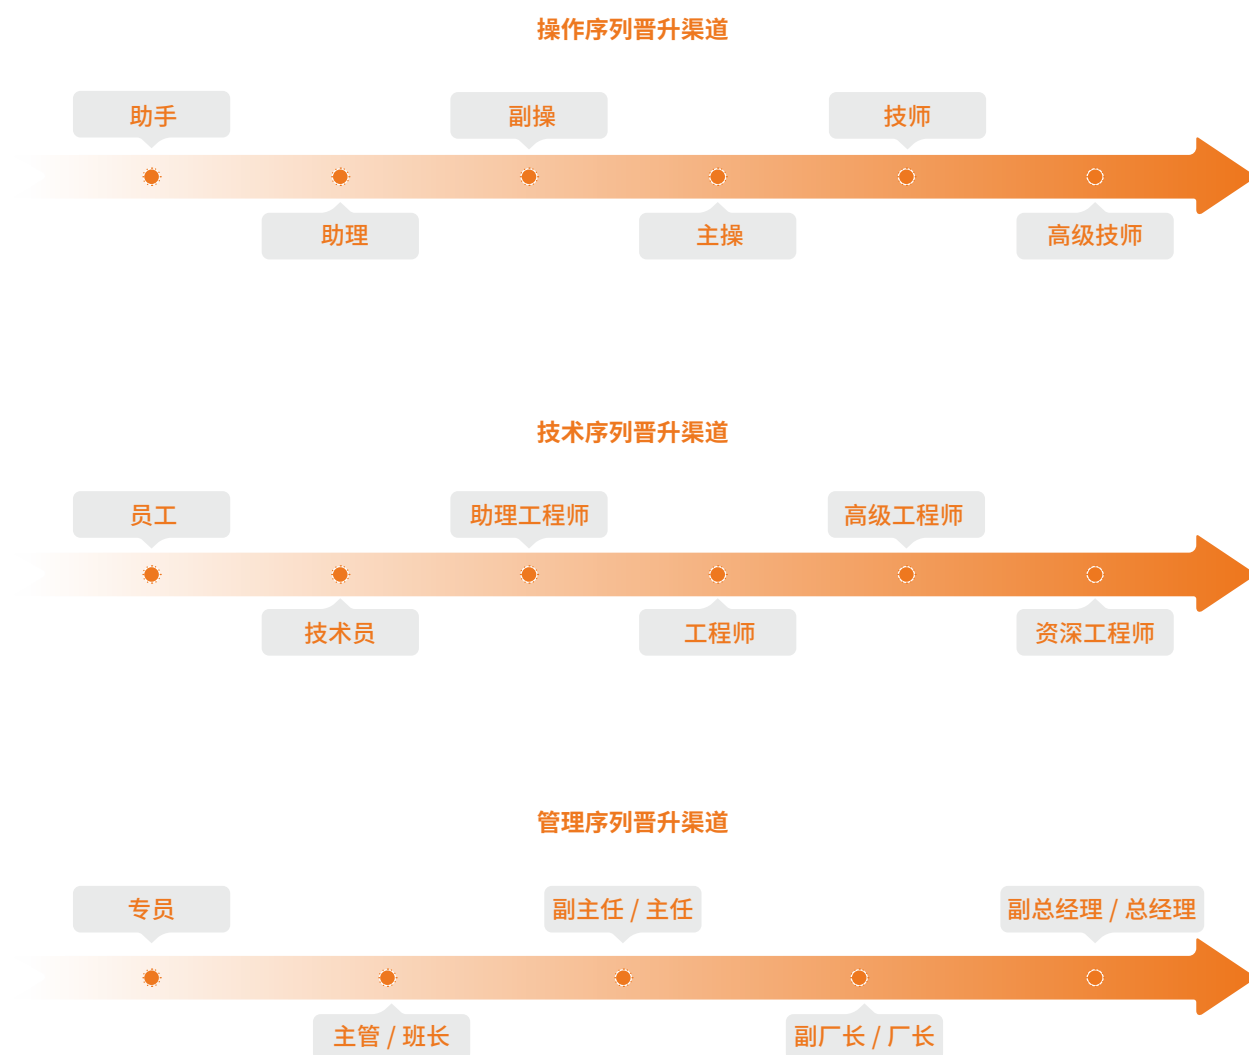 操作序列晋升渠道
助手
副操
技师
助理
主操
高级技师
技术序列晋升渠道
员工
助理工程师
高级工程师
技术员
工程师
资深工程师
管理序列晋升渠道
专员
副主任 / 主任
副总经理 / 总经理
主管 / 班长
副厂长 / 厂长